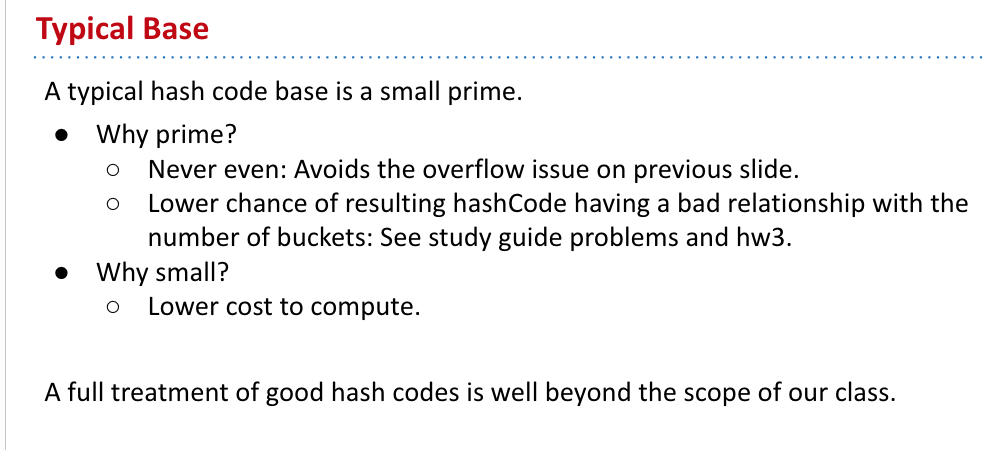 Typical Base
A typical hash code base is a small prime.
● Why prime?
○ Never even: Avoids the overflow issue on previous slide.
○ Lower chance of resulting hashCode having a bad relationship with the
number of buckets: See study guide problems and hw3.
● Why small?
○ Lower cost to compute.
A full treatment of good hash codes is well beyond the scope of our class.